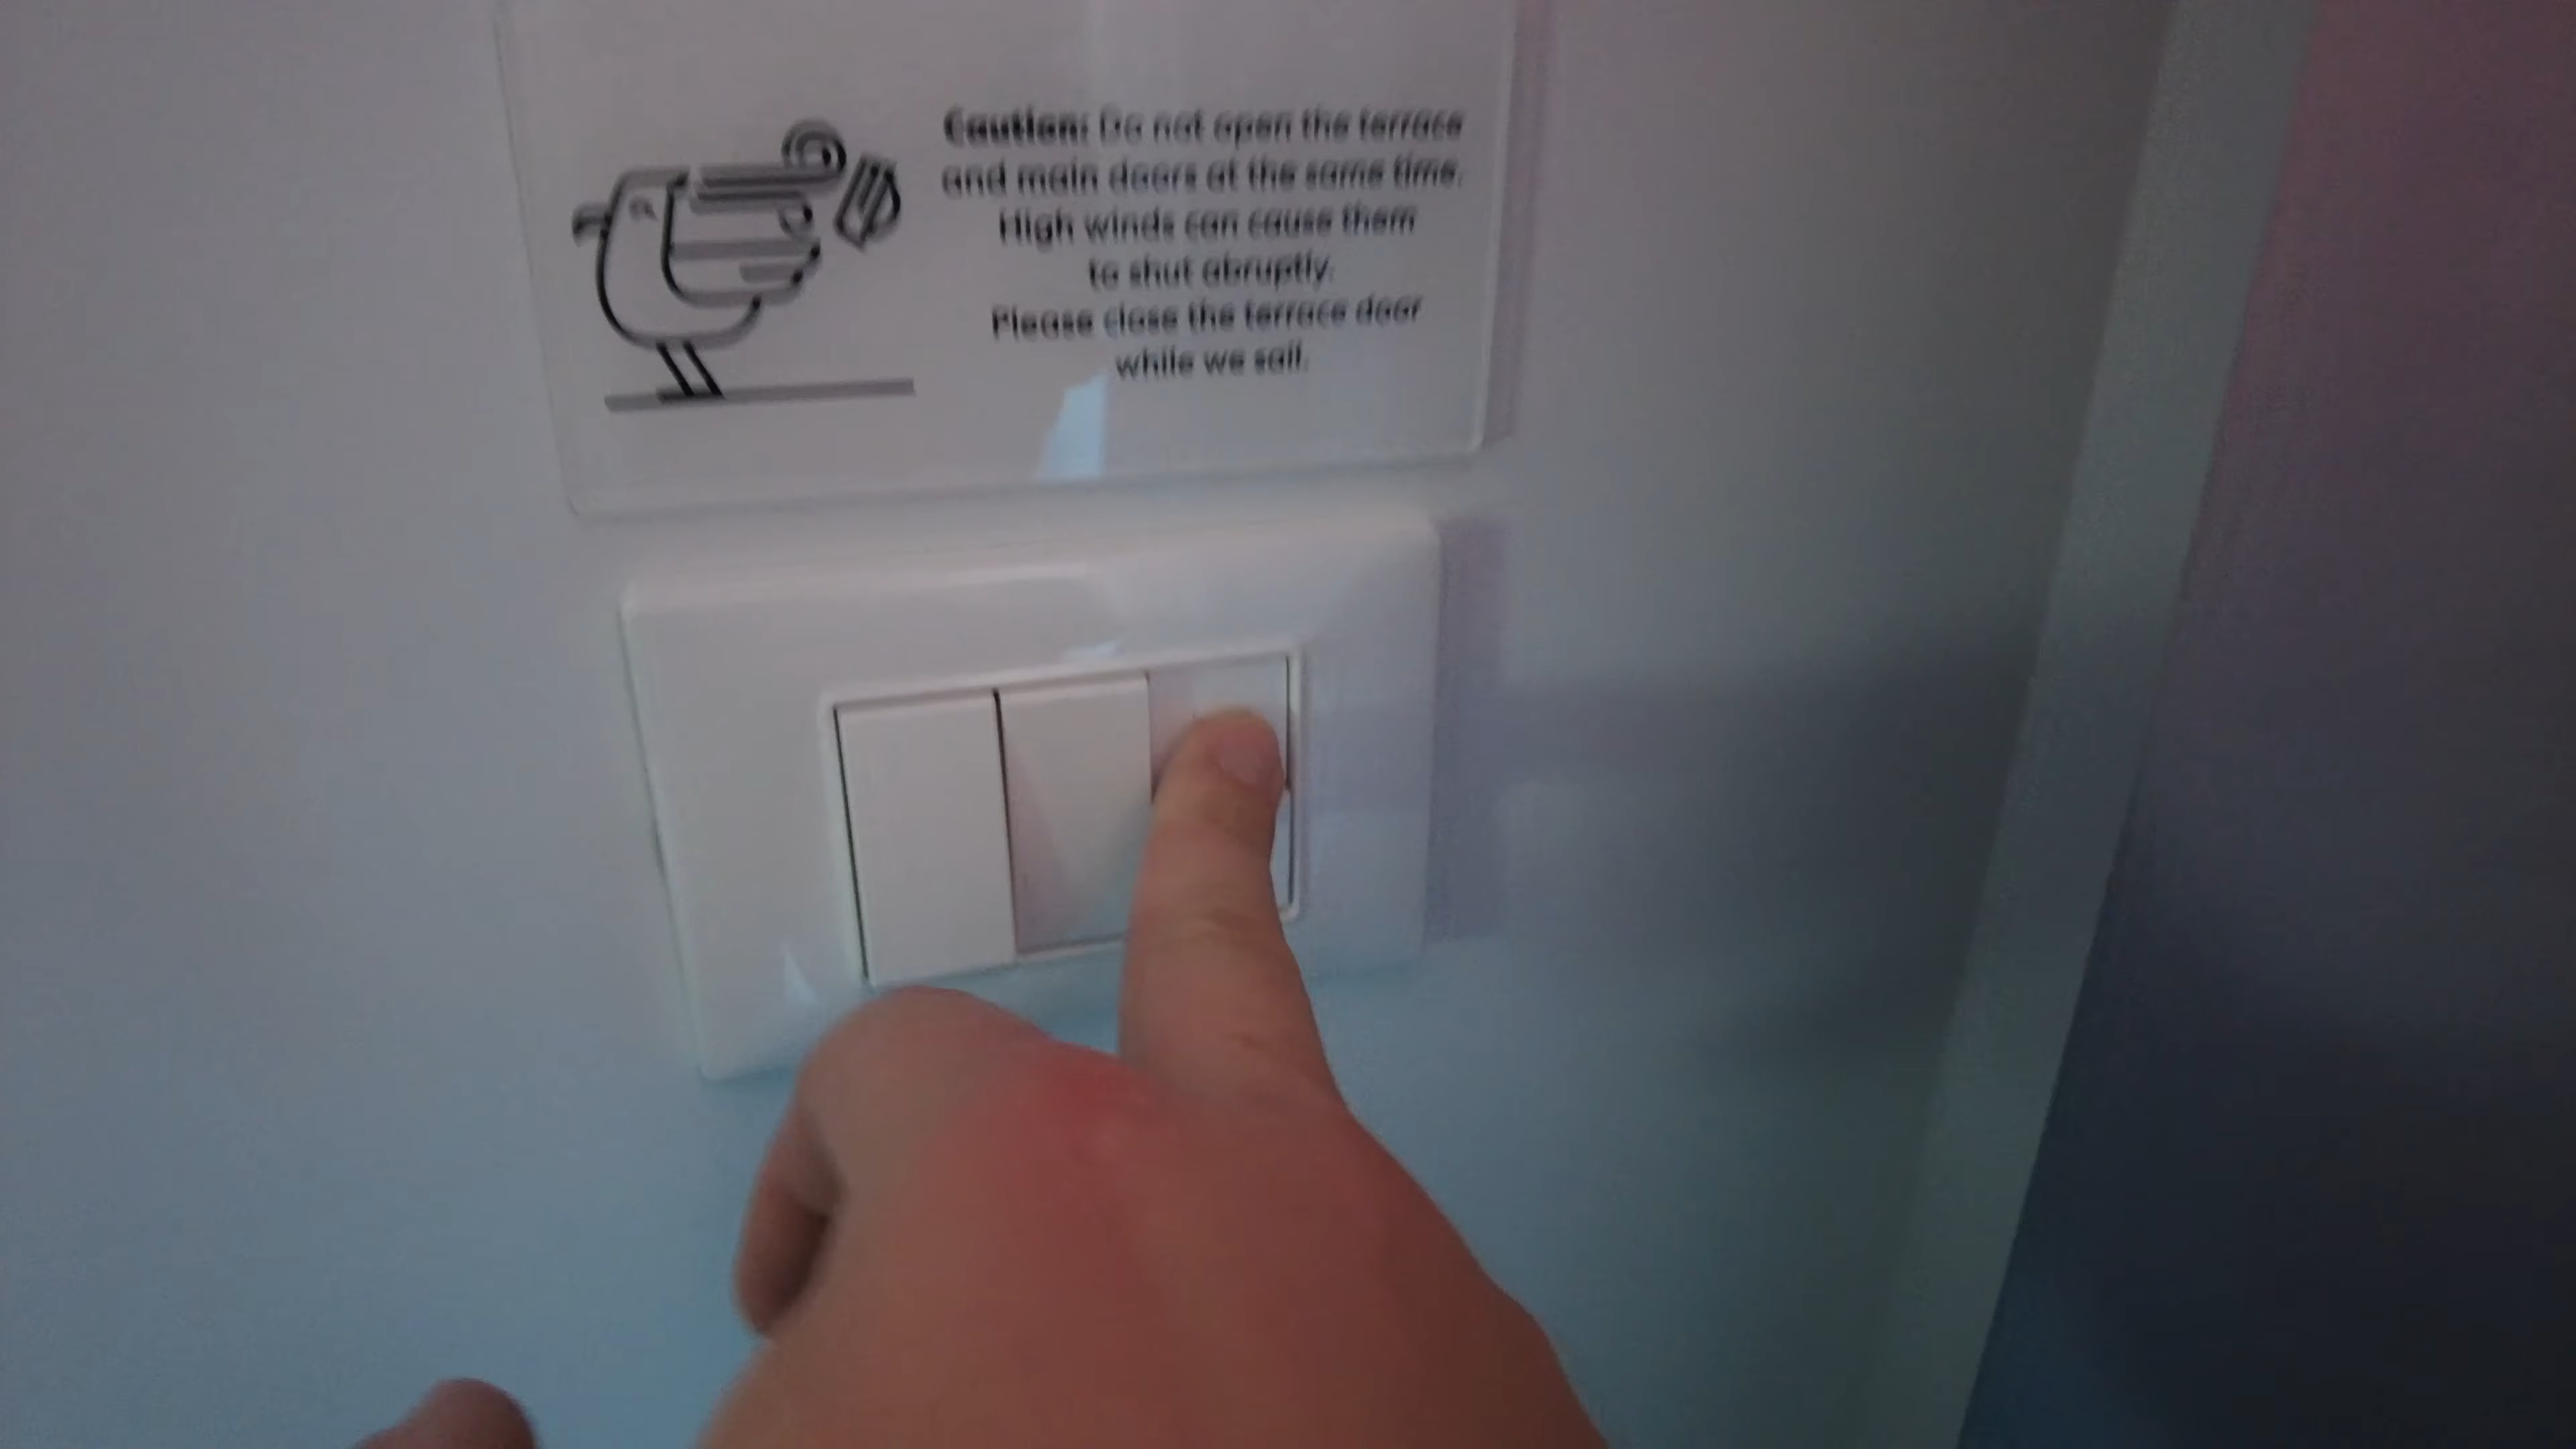 Caution: Do not open the terrace
and main doors at the same time.
High winds can cause them
to shut abruptly.
Please close the terrace door
while we sail.